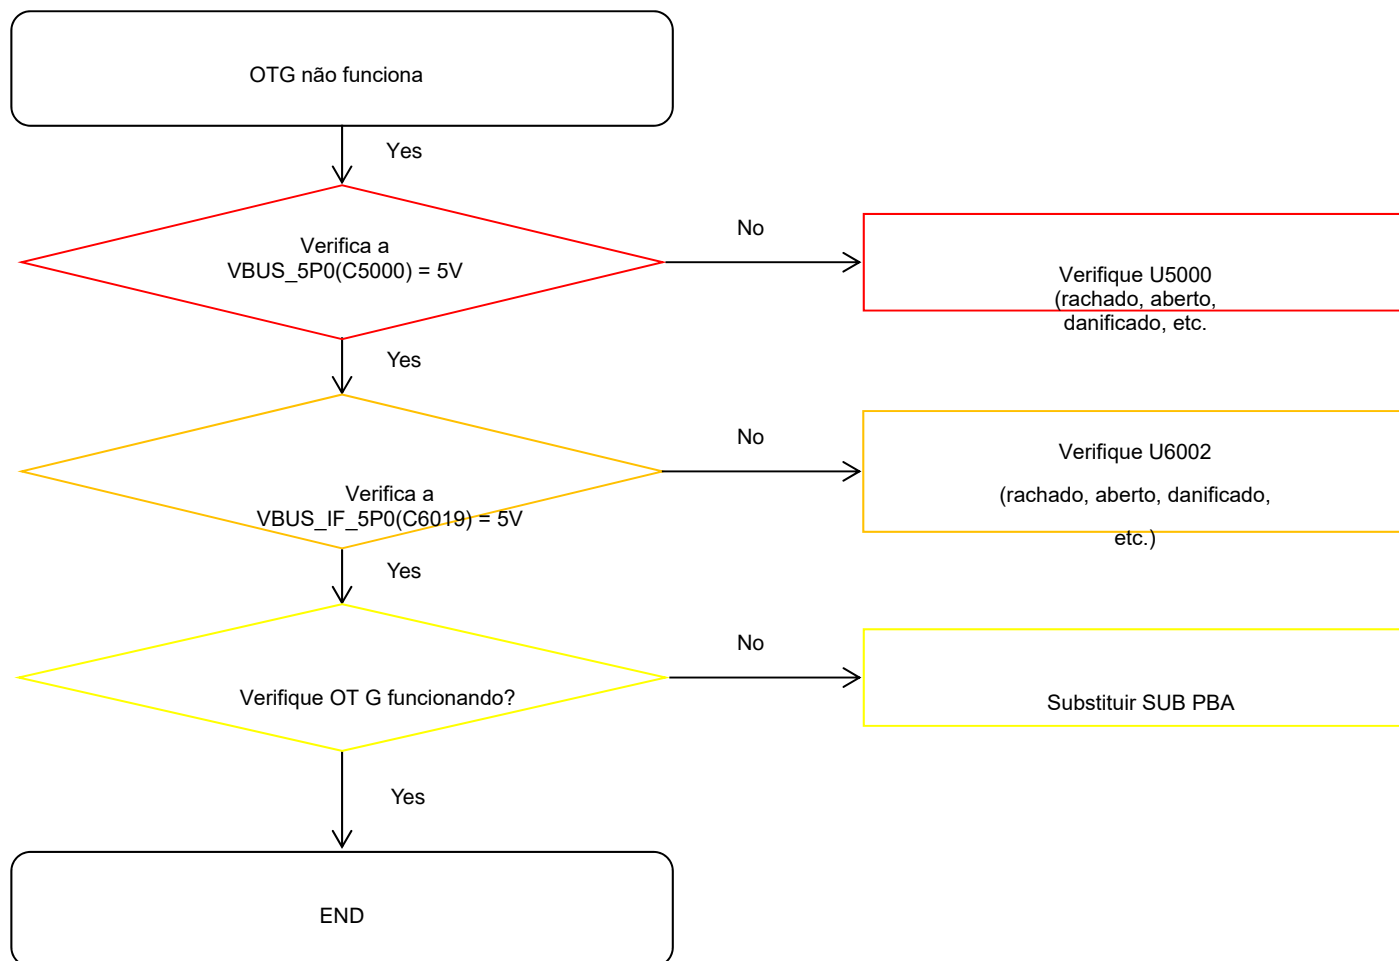 OTG não funciona
Yes
Verifica a
VBUS_5P0(C5000) = 5V
No
Verifique U5000
(rachado, aberto,
danificado, etc.
Yes
Verifica a
VBUS_IF_5P0(C6019) = 5V
No
Verifique U6002
(rachado, aberto, danificado,
etc.)
Yes
Verifique OT G funcionando?
No
Substituir SUB PBA
Yes
END